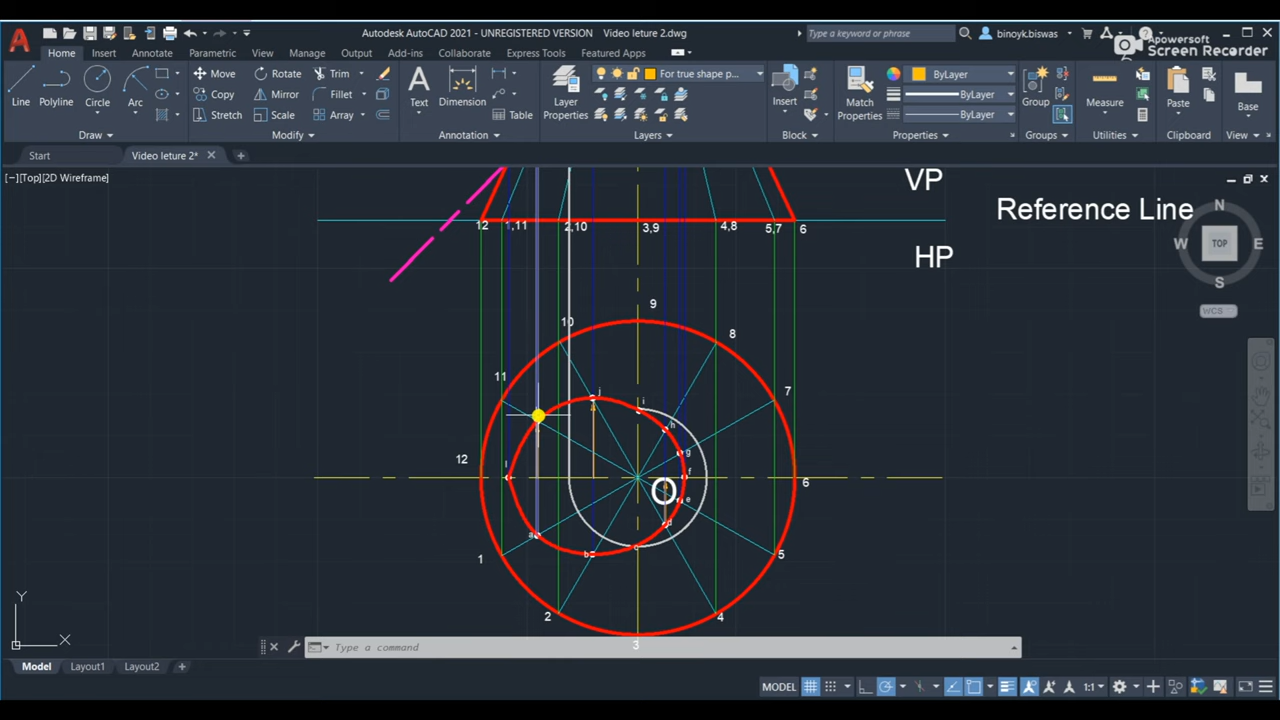 Autodesk AutoCAD 2021 - UNREGISTERED VERSION Video leture 2.dwg
Type a keyword or phrase
binoyk.biswas
Apowersoft
Screen Recorder
Home Insert Annotate Parametric View Manage Output Add-ins Collaborate Express Tools Featured Apps
Line Polyline Circle Arc
Move Rotate Trim
Copy Mirror Fillet
Stretch Scale Array
Text Dimension Table
Layer Properties
For true shape p...
Insert
Match Properties
ByLayer
ByLayer
ByLayer
Group Measure Paste Base
Draw Modify Annotation Layers Block Properties Groups Utilities Clipboard View
Start Video leture 2*
[−][Top][2D Wireframe]
VP
Reference Line
HP
N
W TOP E
S
WCS
12 1,11 2,10 3,9 4,8 5,7 6
9
10
8
11
7
j
i
h
g
12
l
f
6
O
e
d
a
b
c
1
5
2
4
3
Y
X
Type a command
Model Layout1 Layout2 +
MODEL 1:1